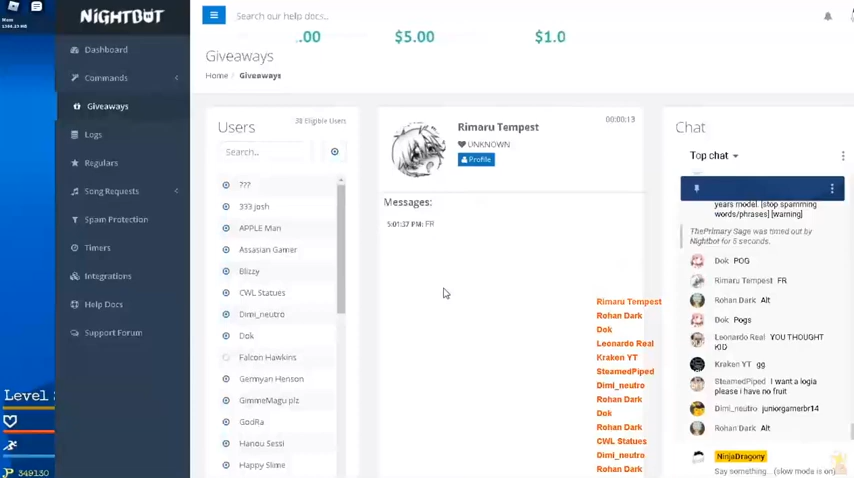 NiGHTBOT
Search our help docs..
.00
$5.00
$1.0
Dashboard
Commands
Giveaways
Logs
Regulars
Song Requests
Spam Protection
Timers
Integrations
Help Docs
Support Forum
Level
349130
Giveaways
Home / Giveaways
Users
38 Eligible Users
Search..
???
333 josh
APPLE Man
Assasian Gamer
Blizzy
CWL Statues
Dimi_neutro
Dok
Falcon Hawkins
Germyan Henson
GimmeMagu plz
GodRa
Hanou Sessi
Happy Slime
Rimaru Tempest
00:00:13
UNKNOWN
Profile
Messages:
5:01:37 PM: FR
Rimaru Tempest
Rohan Dark
Dok
Leonardo Real
Kraken YT
SteamedPiped
Dimi_neutro
Rohan Dark
Dok
Rohan Dark
CWL Statues
Dimi_neutro
Rohan Dark
Chat
Top chat
years model. [stop spamming
words/phrases] [warning]
ThePrimary Sage was timed out by
Nightbot for 5 seconds.
Dok POG
Rimaru Tempest FR
Rohan Dark Alt
Dok Pogs
Leonardo Real YOU THOUGHT
KID
Kraken YT gg
SteamedPiped I want a logia
please i have no fruit
Dimi_neutro juniorgamerbr14
Rohan Dark Alt
NinjaDragony
Say something... (slow mode is on)